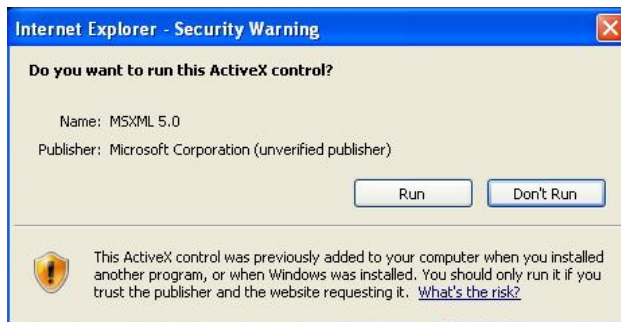 Internet Explorer - Security Warning
Do you want to run this ActiveX control?
Name: MSXML 5.0
Publisher: Microsoft Corporation (unverified publisher)
Run Don't Run
This ActiveX control was previously added to your computer when you installed
another program, or when Windows was installed. You should only run it if you
trust the publisher and the website requesting it. What's the risk?